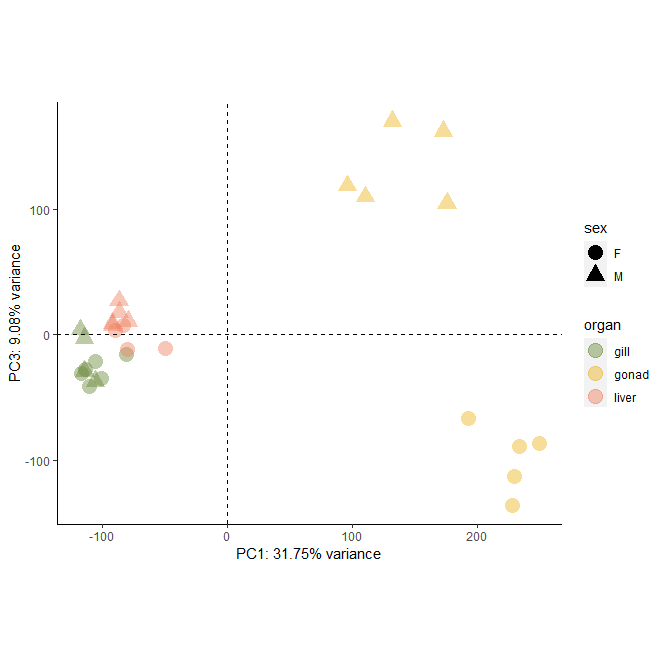 PC3: 9.08% variance
100
0
-100
-100
0
100
200
PC1: 31.75% variance
sex
F
M
organ
gill
gonad
liver